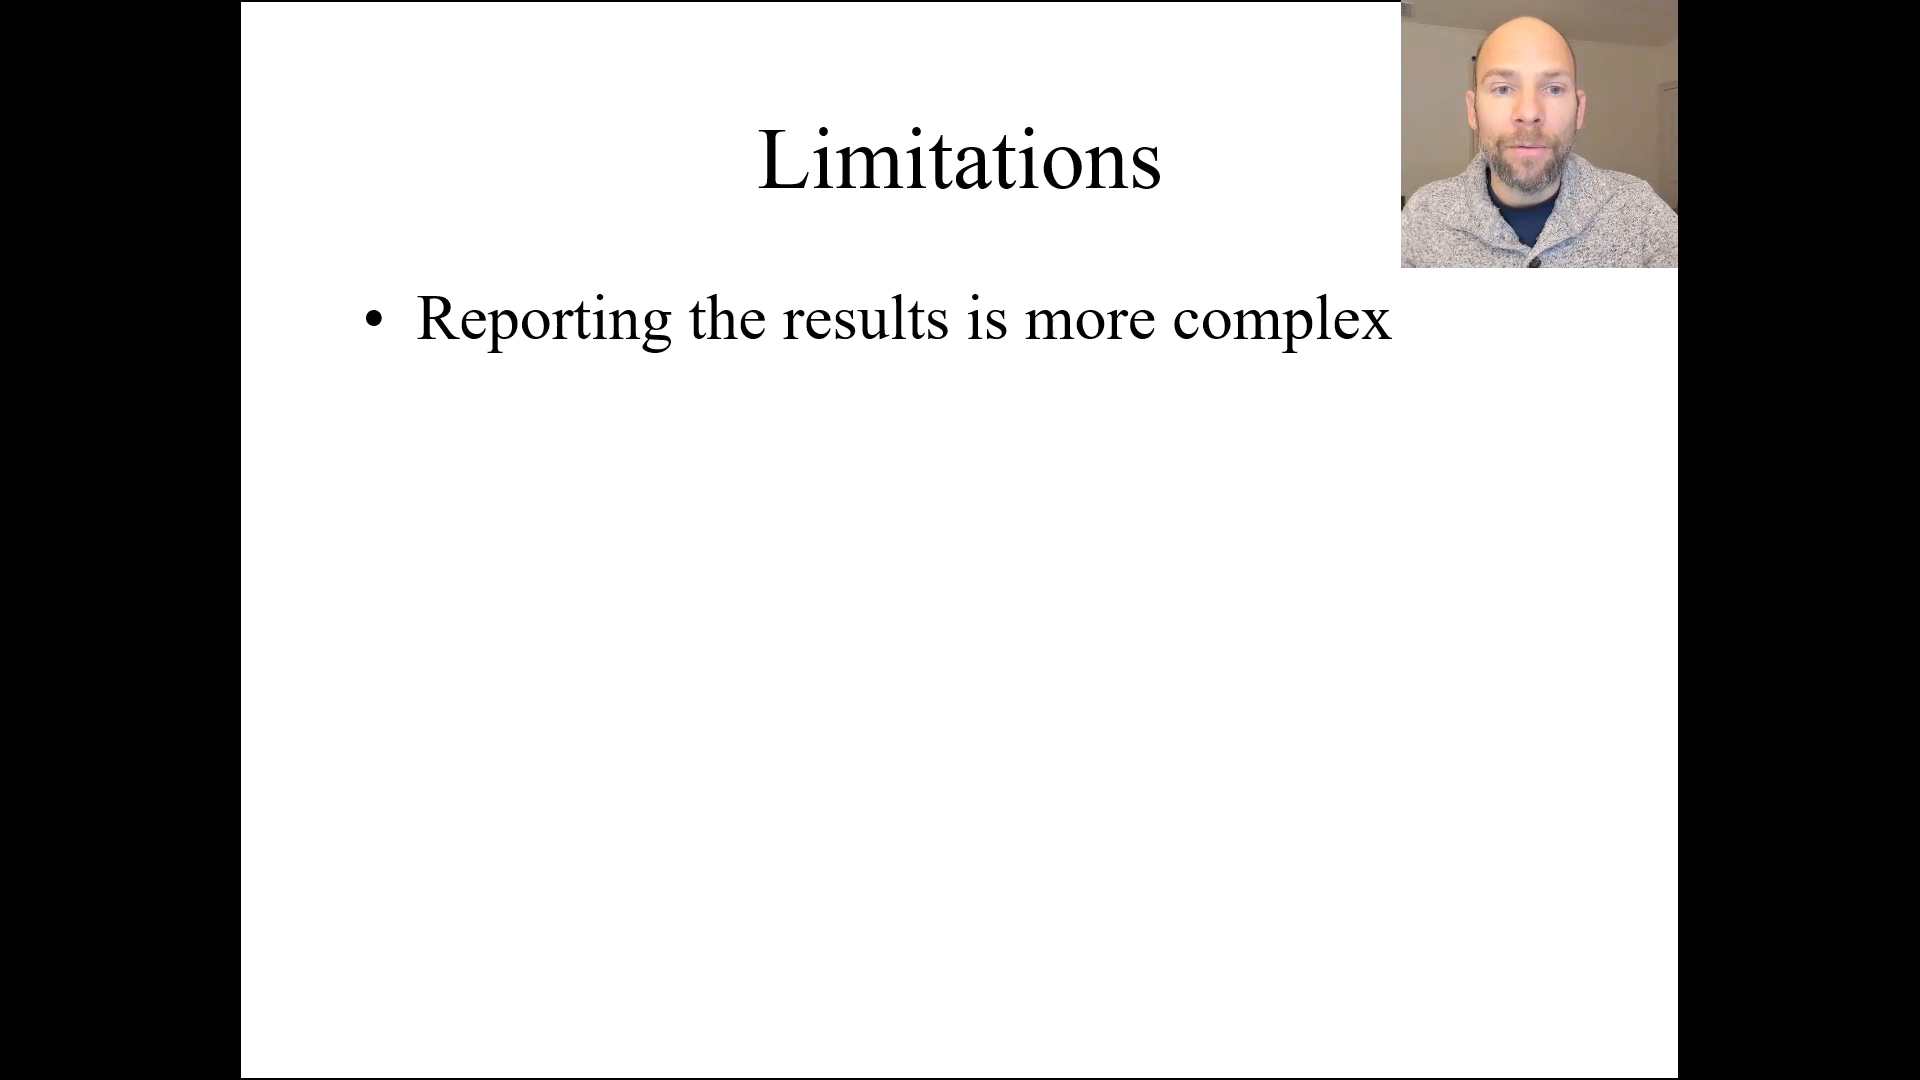 Limitations
• Reporting the results is more complex